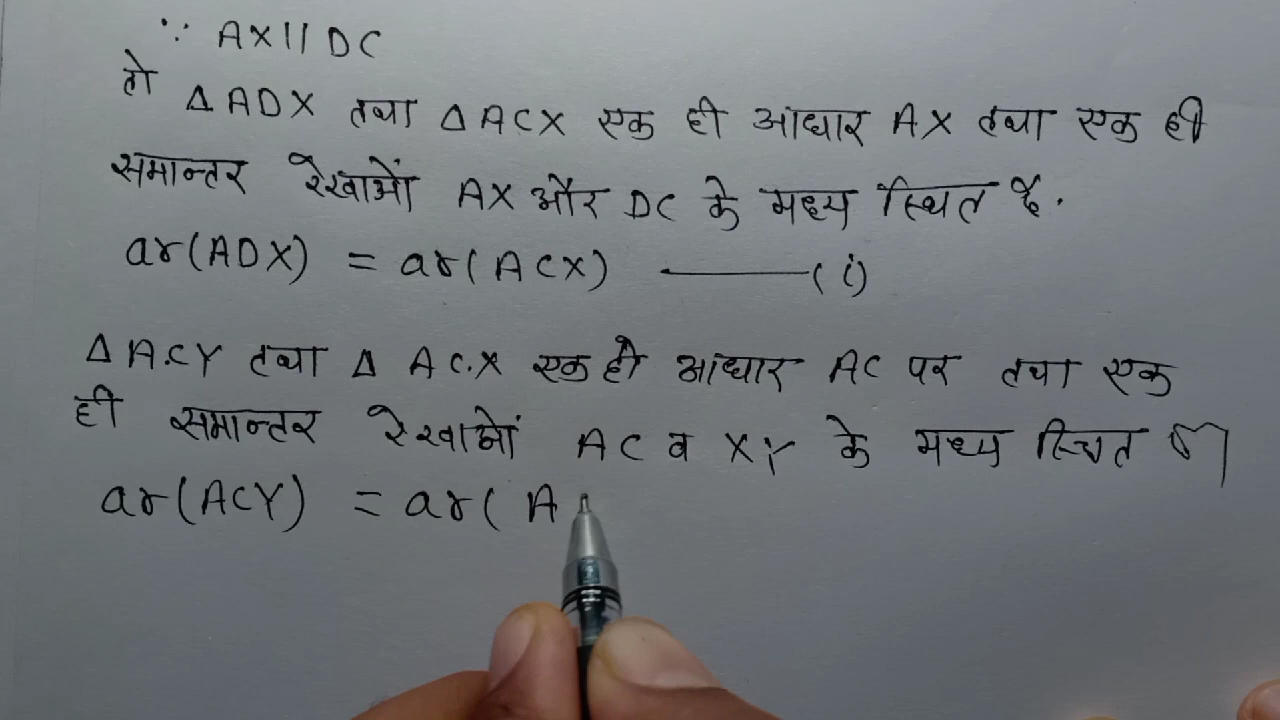 ∵ AX || DC
तो ΔADX तथा ΔACX एक ही आधार AX तथा एक ही
समान्तर रेखाओं AX और DC के मध्य स्थित है.
ar(ADX) = ar(ACX) ——— (i)
ΔACY तथा Δ ACX एक ही आधार AC पर तथा एक
ही समान्तर रेखाओं AC व XY के मध्य स्थित है।
ar(ACY) = ar( A